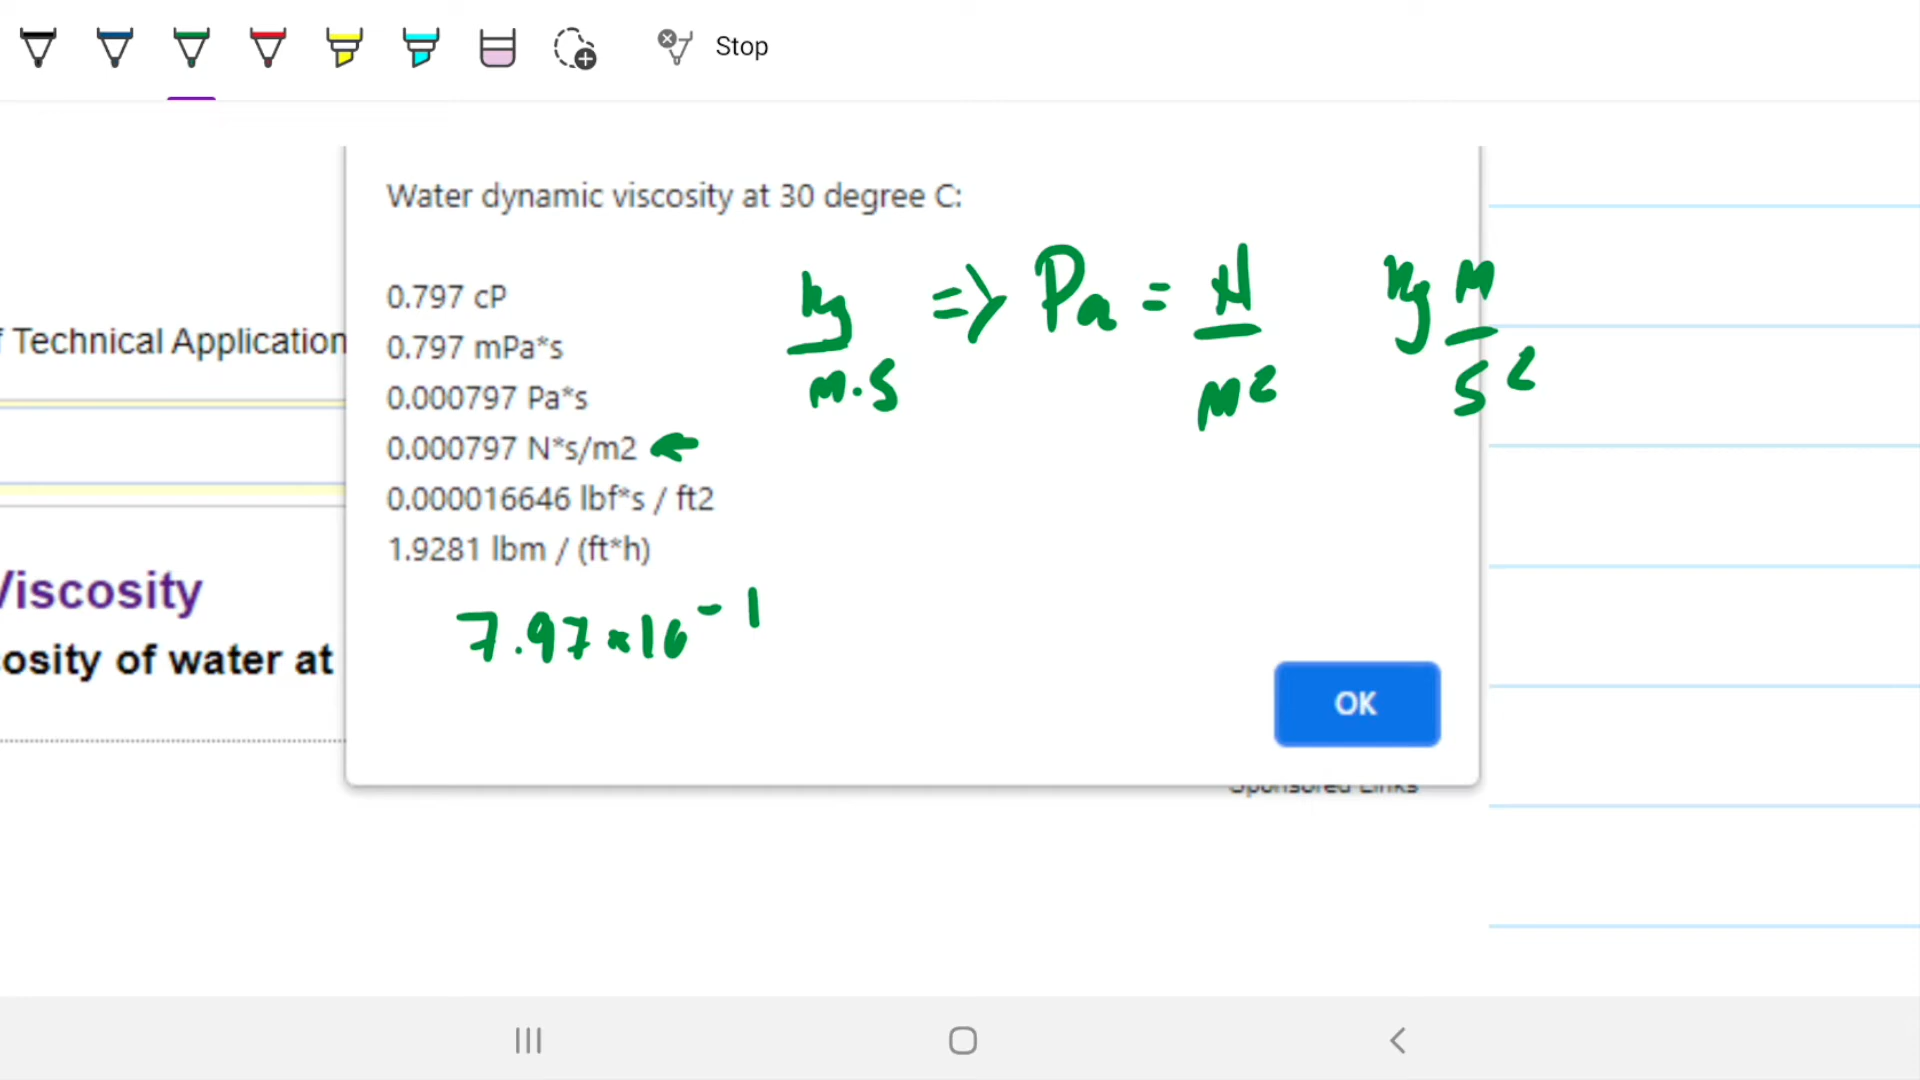 Stop
Water dynamic viscosity at 30 degree C:
0.797 cP
0.797 mPa*s
0.000797 Pa*s
0.000797 N*s/m2
0.000016646 lbf*s / ft2
1.9281 lbm / (ft*h)
kg / m.s => Pa = N / m2 kg m / s2
7.97 x 10 -1
f Technical Application
Viscosity
osity of water at
OK
Sponsored Links